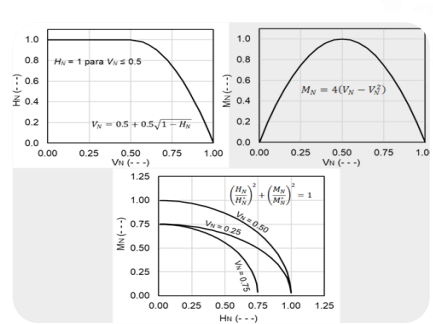 1.0
0.8
0.6
0.4
0.2
0.0
HN (- - -)
HN = 1 para VN ≤ 0.5
VN = 0.5 + 0.5√1 − HN
0.00 0.25 0.50 0.75 1.00
VN (- - -)
1.0
0.8
0.6
0.4
0.2
0.0
MN (- - -)
MN = 4(VN − VN²)
0.00 0.25 0.50 0.75 1.0
VN (- - -)
1.25
1.00
0.75
0.50
0.25
0.00
MN (- - -)
(HN/H*N)² + (MN/M*N)² = 1
VN = 0.50
VN = 0.25
VN = 0.75
0.00 0.25 0.50 0.75 1.00 1.25
HN (- - -)